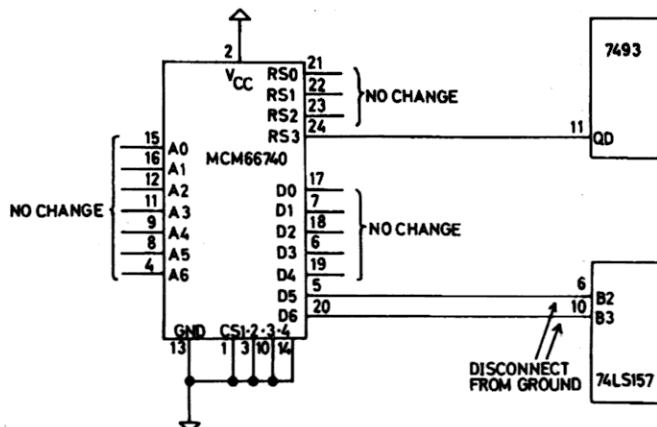 2
VCC
21
RS0
22
RS1
23
RS2
24
RS3
NO CHANGE
7493
11
QD
MCM66740
15
A0
16
A1
12
A2
11
A3
9
A4
8
A5
4
A6
NO CHANGE
17
D0
7
D1
18
D2
6
D3
19
D4
5
D5
20
D6
NO CHANGE
6
B2
10
B3
74LS157
DISCONNECT
FROM GROUND
GND
CS1·2·3·4
13
1
3
10
14